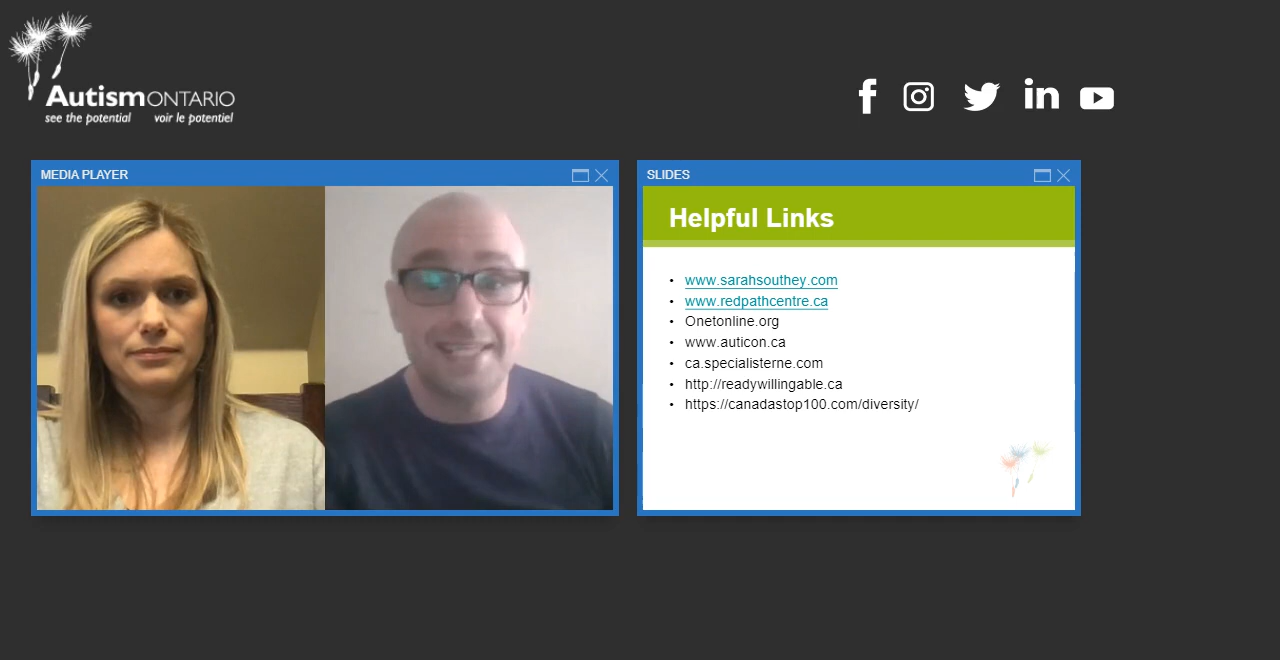 Autism ONTARIO
see the potential voir le potentiel
MEDIA PLAYER
SLIDES
Helpful Links
• www.sarahsouthey.com
• www.redpathcentre.ca
• Onetonline.org
• www.auticon.ca
• ca.specialisterne.com
• http://readywillingable.ca
• https://canadastop100.com/diversity/